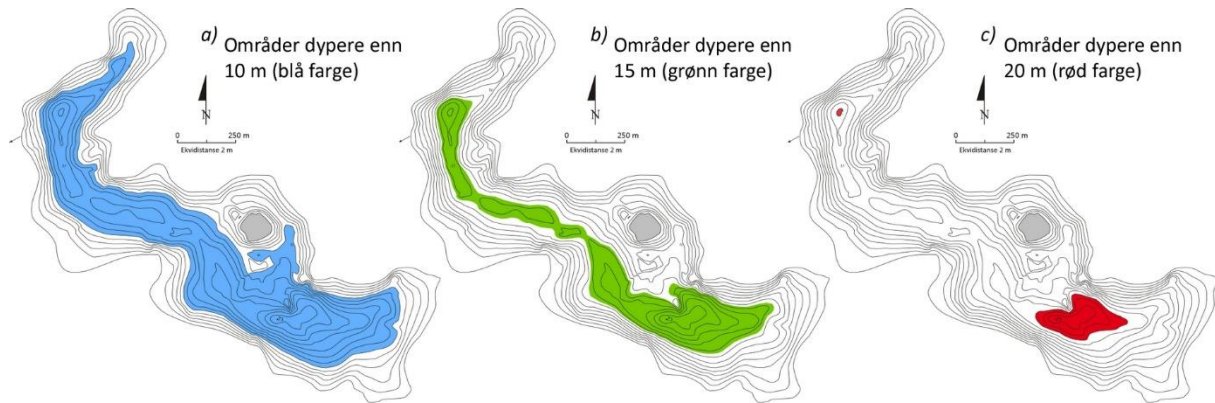 a) Områder dypere enn
10 m (blå farge)
N
0 250 m
Ekvidistanse 2 m
b) Områder dypere enn
15 m (grønn farge)
N
0 250 m
Ekvidistanse 2 m
c) Områder dypere enn
20 m (rød farge)
N
0 250 m
Ekvidistanse 2 m